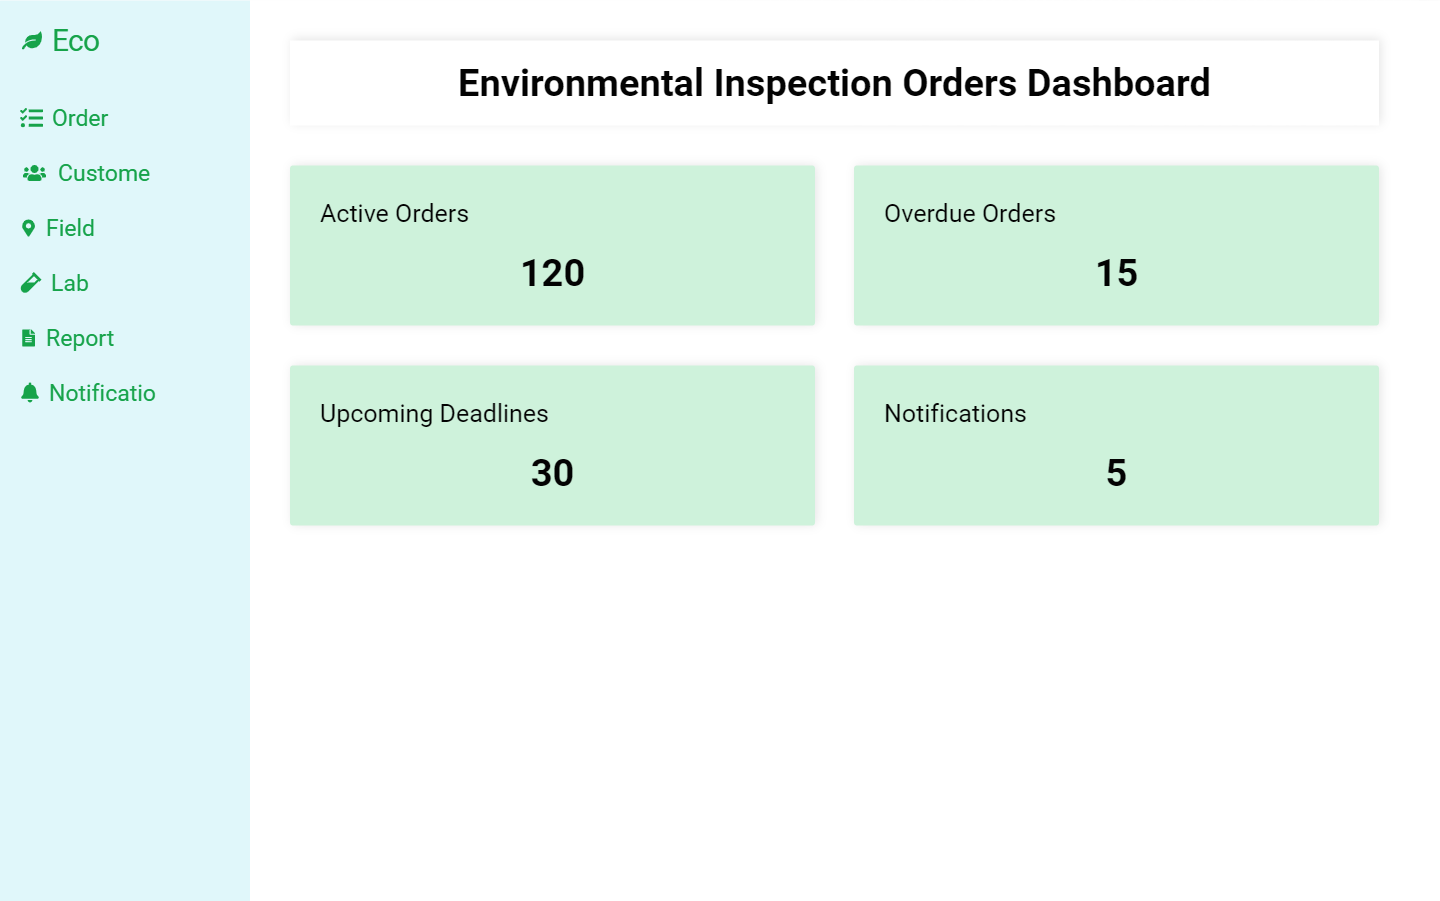 Eco
Order
Custome
Field
Lab
Report
Notificatio
Environmental Inspection Orders Dashboard
Active Orders
120
Overdue Orders
15
Upcoming Deadlines
30
Notifications
5